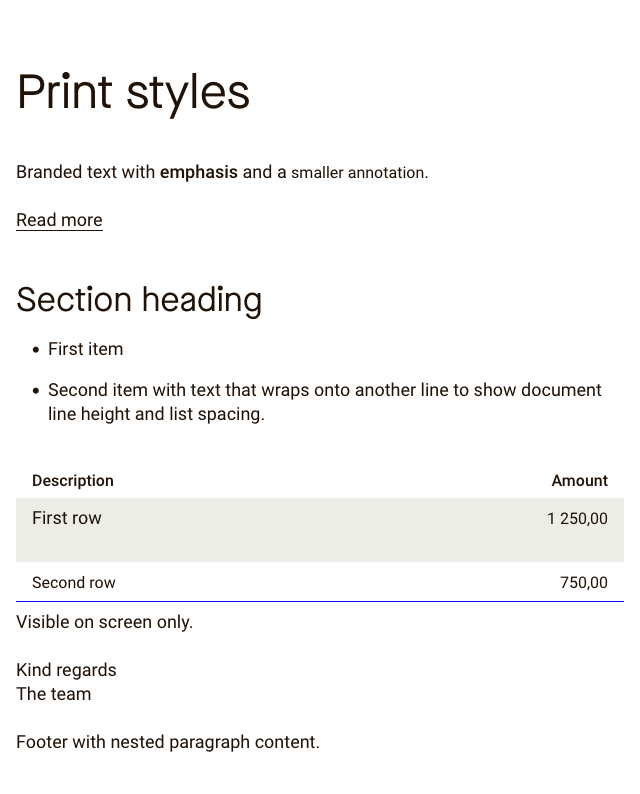 Print styles
Branded text with emphasis and a smaller annotation.
Read more
Section heading
• First item
• Second item with text that wraps onto another line to show document
line height and list spacing.
Description Amount
First row 1 250,00
Second row 750,00
Visible on screen only.
Kind regards
The team
Footer with nested paragraph content.